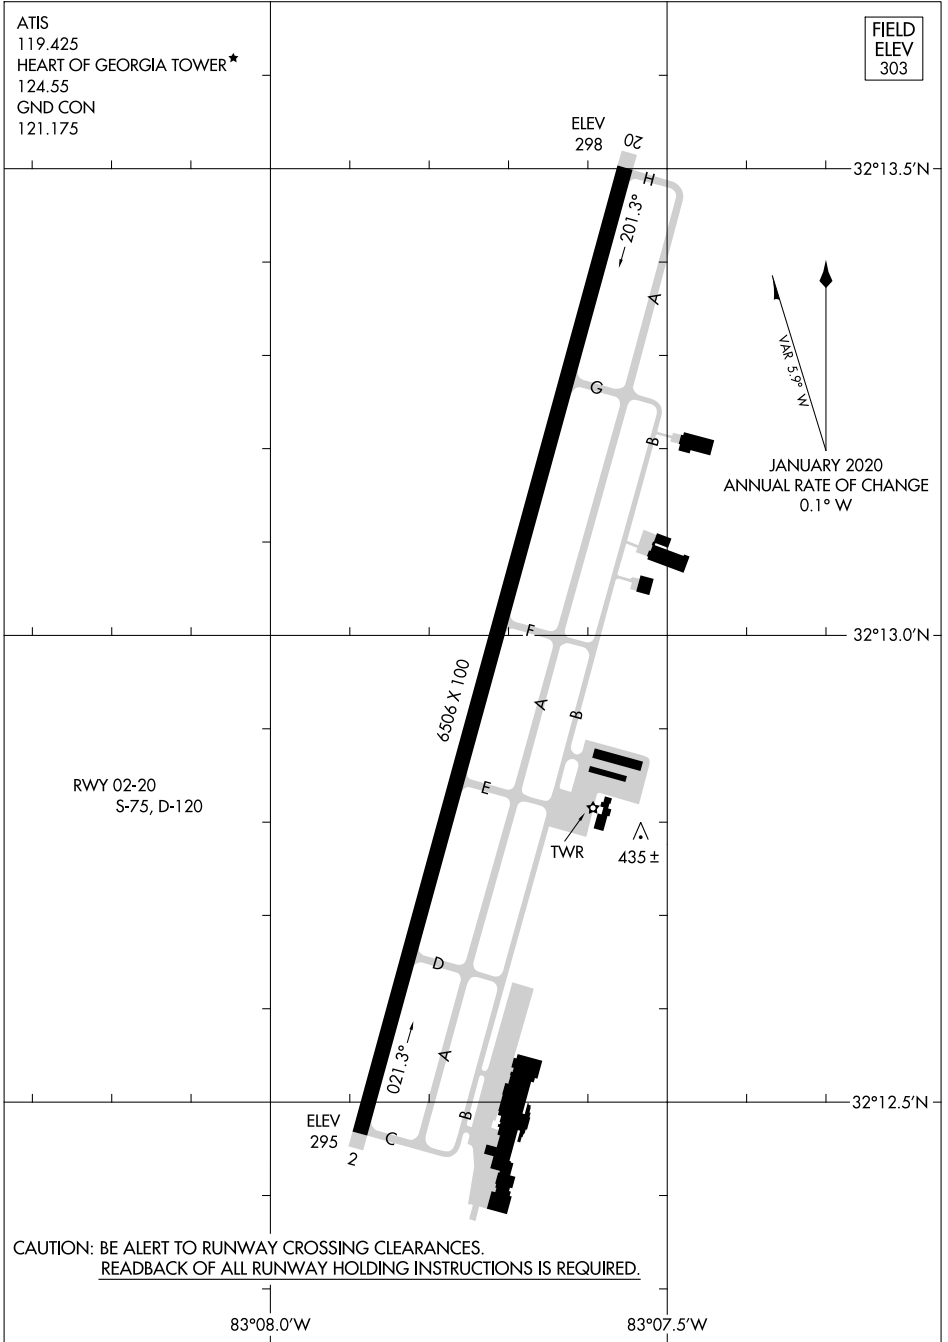 ATIS
119.425
HEART OF GEORGIA TOWER★
124.55
GND CON
121.175
FIELD
ELEV
303
ELEV
298
20
32°13.5'N
H
201.3°
A
VAR 5.9° W
G
B
JANUARY 2020
ANNUAL RATE OF CHANGE
0.1° W
32°13.0'N
F
6506 X 100
A
B
RWY 02-20
S-75, D-120
E
TWR
435 ±
D
021.3°
A
32°12.5'N
ELEV
295
B
C
2
CAUTION: BE ALERT TO RUNWAY CROSSING CLEARANCES.
READBACK OF ALL RUNWAY HOLDING INSTRUCTIONS IS REQUIRED.
83°08.0'W
83°07.5'W